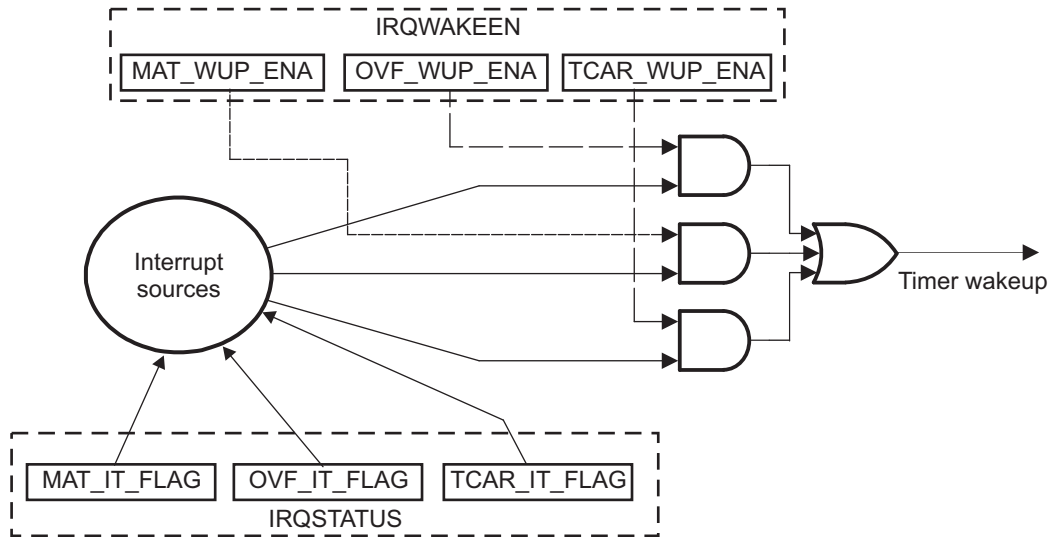 IRQWAKEEN
MAT_WUP_ENA
OVF_WUP_ENA
TCAR_WUP_ENA
Interrupt
sources
Timer wakeup
MAT_IT_FLAG
OVF_IT_FLAG
TCAR_IT_FLAG
IRQSTATUS